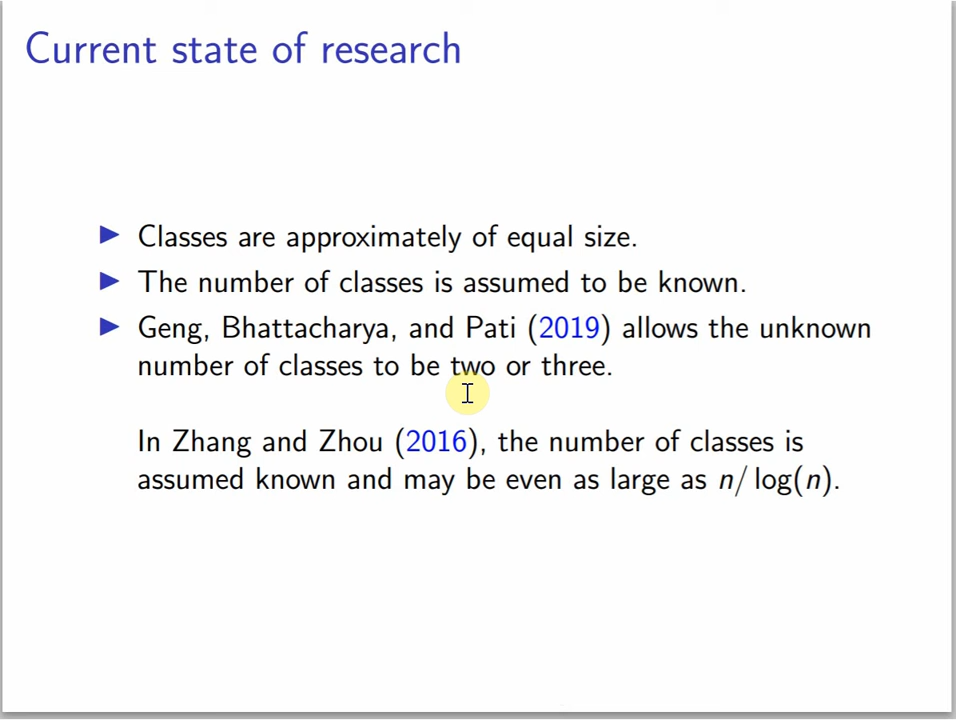 Current state of research
Classes are approximately of equal size.
The number of classes is assumed to be known.
Geng, Bhattacharya, and Pati (2019) allows the unknown
number of classes to be two or three.
In Zhang and Zhou (2016), the number of classes is
assumed known and may be even as large as n/ log(n).